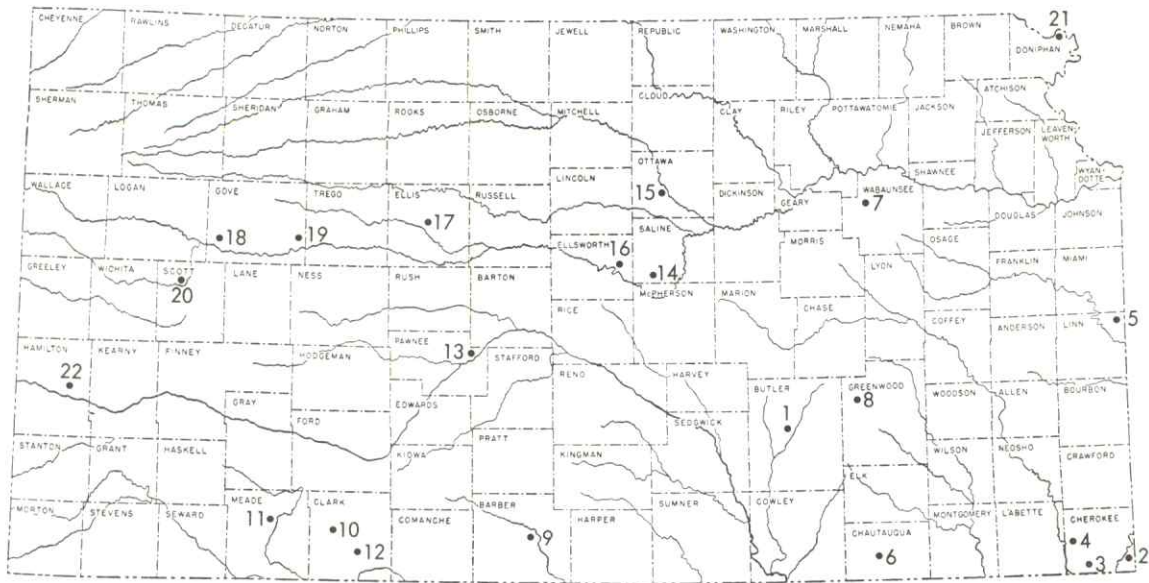 CHEYENNE
RAWLINS
DECATUR
NORTON
PHILLIPS
SMITH
JEWELL
REPUBLIC
WASHINGTON
MARSHALL
NEMAHA
BROWN
21
DONIPHAN
SHERMAN
THOMAS
SHERIDAN
GRAHAM
ROOKS
OSBORNE
MITCHELL
CLOUD
CLAY
RILEY
POTTAWATOMIE
JACKSON
ATCHISON
JEFFERSON
LEAVEN-
WORTH
WYAN-
DOTTE
OTTAWA
15
LINCOLN
DICKINSON
GEARY
WABAUNSEE
7
SHAWNEE
DOUGLAS
JOHNSON
WALLACE
LOGAN
GOVE
18
TREGO
19
ELLIS
17
RUSSELL
ELLSWORTH
16
SALINE
14
MORRIS
OSAGE
LYON
FRANKLIN
MIAMI
GREELEY
WICHITA
SCOTT
20
LANE
NESS
RUSH
BARTON
RICE
McPHERSON
MARION
CHASE
COFFEY
ANDERSON
LINN
5
HAMILTON
22
KEARNY
FINNEY
HODGEMAN
PAWNEE
13
STAFFORD
EDWARDS
RENO
HARVEY
BUTLER
1
GREENWOOD
8
WOODSON
ALLEN
BOURBON
GRAY
FORD
SEDGWICK
STANTON
GRANT
HASKELL
KIOWA
PRATT
KINGMAN
ELK
WILSON
NEOSHO
CRAWFORD
MORTON
STEVENS
SEWARD
MEADE
11
CLARK
10
12
COMANCHE
BARBER
9
HARPER
SUMNER
COWLEY
CHAUTAUQUA
6
MONTGOMERY
LABETTE
CHEROKEE
4
3
2